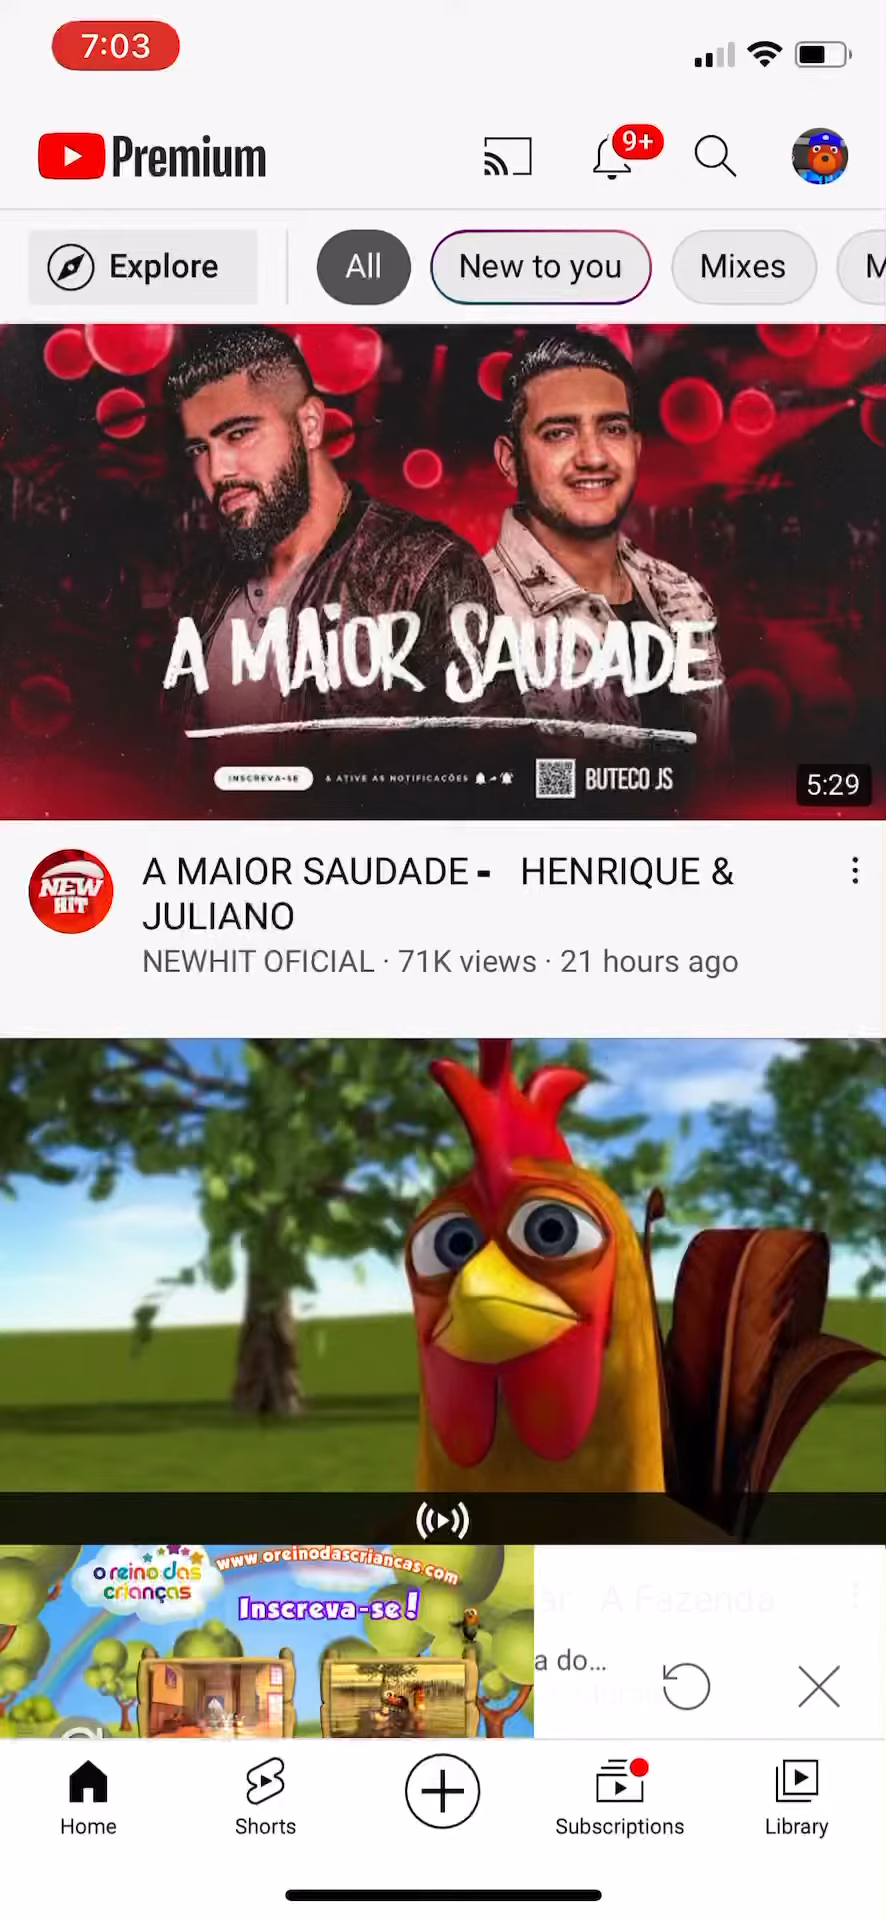 7:03
Premium
9+
Explore
All
New to you
Mixes
M
A MAIOR SAUDADE
INSCREVA-SE
& ATIVE AS NOTIFICAÇÕES
BUTECO JS
5:29
NEW
HIT
A MAIOR SAUDADE - HENRIQUE &
JULIANO
NEWHIT OFICIAL · 71K views · 21 hours ago
o reino das
crianças
www.oreinodascriancas.com
Inscreva-se!
ar A Fazenda
a do...
Home
Shorts
Subscriptions
Library